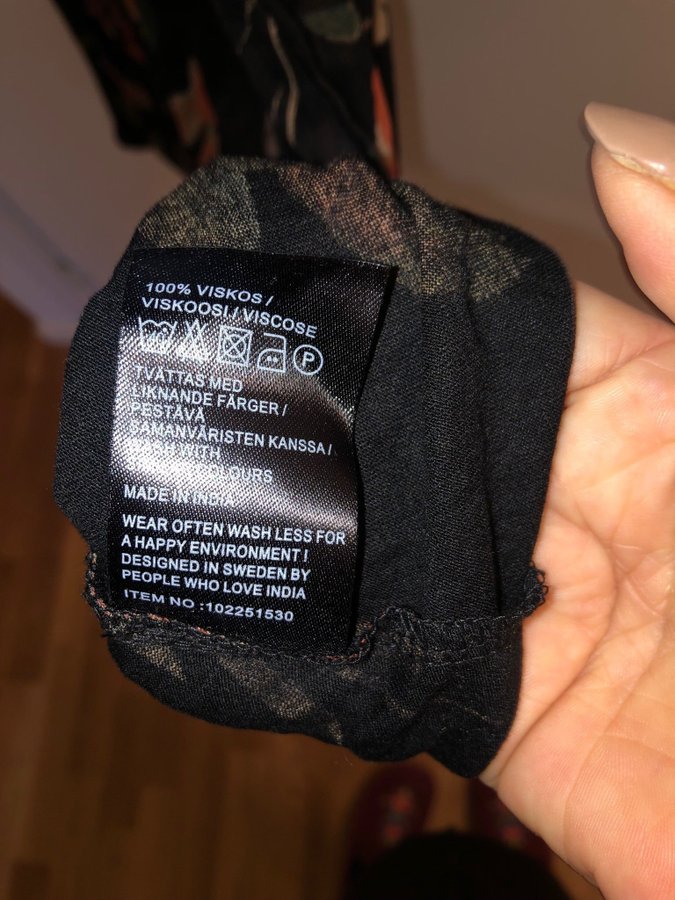 100% VISKOS /
VISKOOSI / VISCOSE
P
TVÄTTAS MED
LIKNANDE FÄRGER /
PESTÄVÄ
SAMANVÄRISTEN KANSSA /
WITH
MADE IN INDIA
WEAR OFTEN WASH LESS FOR
A HAPPY ENVIRONMENT !
DESIGNED IN SWEDEN BY
PEOPLE WHO LOVE INDIA
ITEM NO :102251530